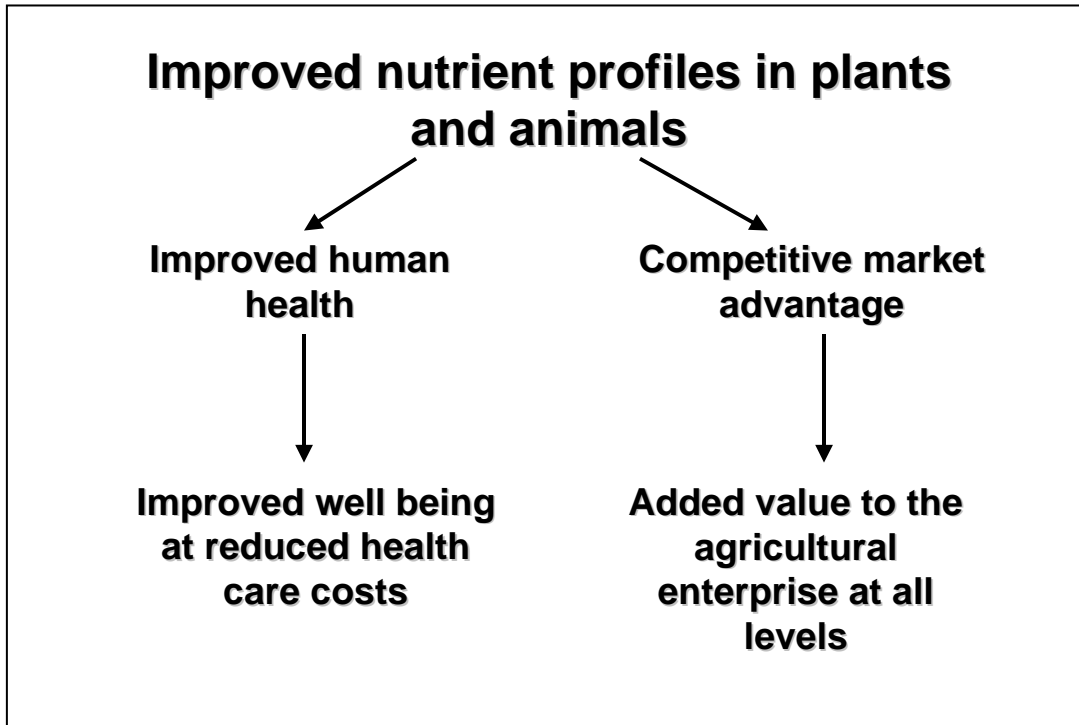 Improved nutrient profiles in plants
and animals
Improved human
health
Competitive market
advantage
Improved well being
at reduced health
care costs
Added value to the
agricultural
enterprise at all
levels